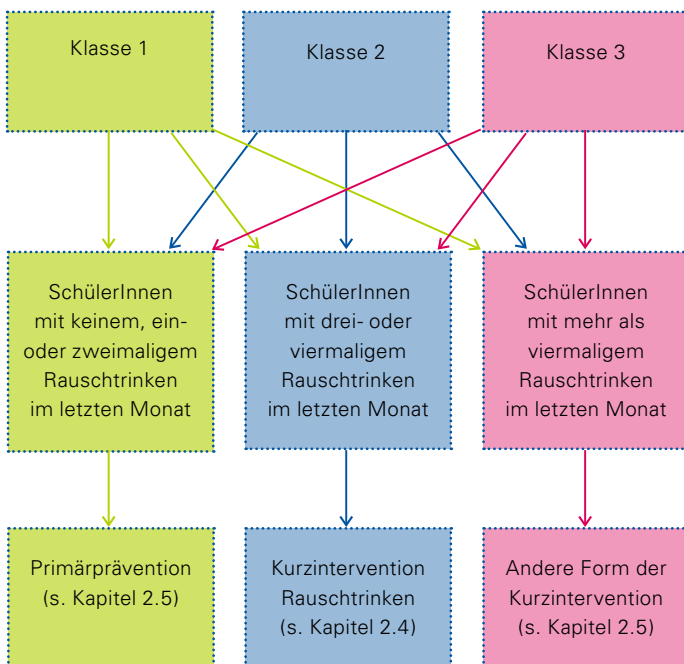 Klasse 1
Klasse 2
Klasse 3
SchülerInnen
mit keinem, ein-
oder zweimaligem
Rauschtrinken
im letzten Monat
SchülerInnen
mit drei- oder
viermaligem
Rauschtrinken
im letzten Monat
SchülerInnen
mit mehr als
viermaligem
Rauschtrinken
im letzten Monat
Primärprävention
(s. Kapitel 2.5)
Kurzintervention
Rauschtrinken
(s. Kapitel 2.4)
Andere Form der
Kurzintervention
(s. Kapitel 2.5)